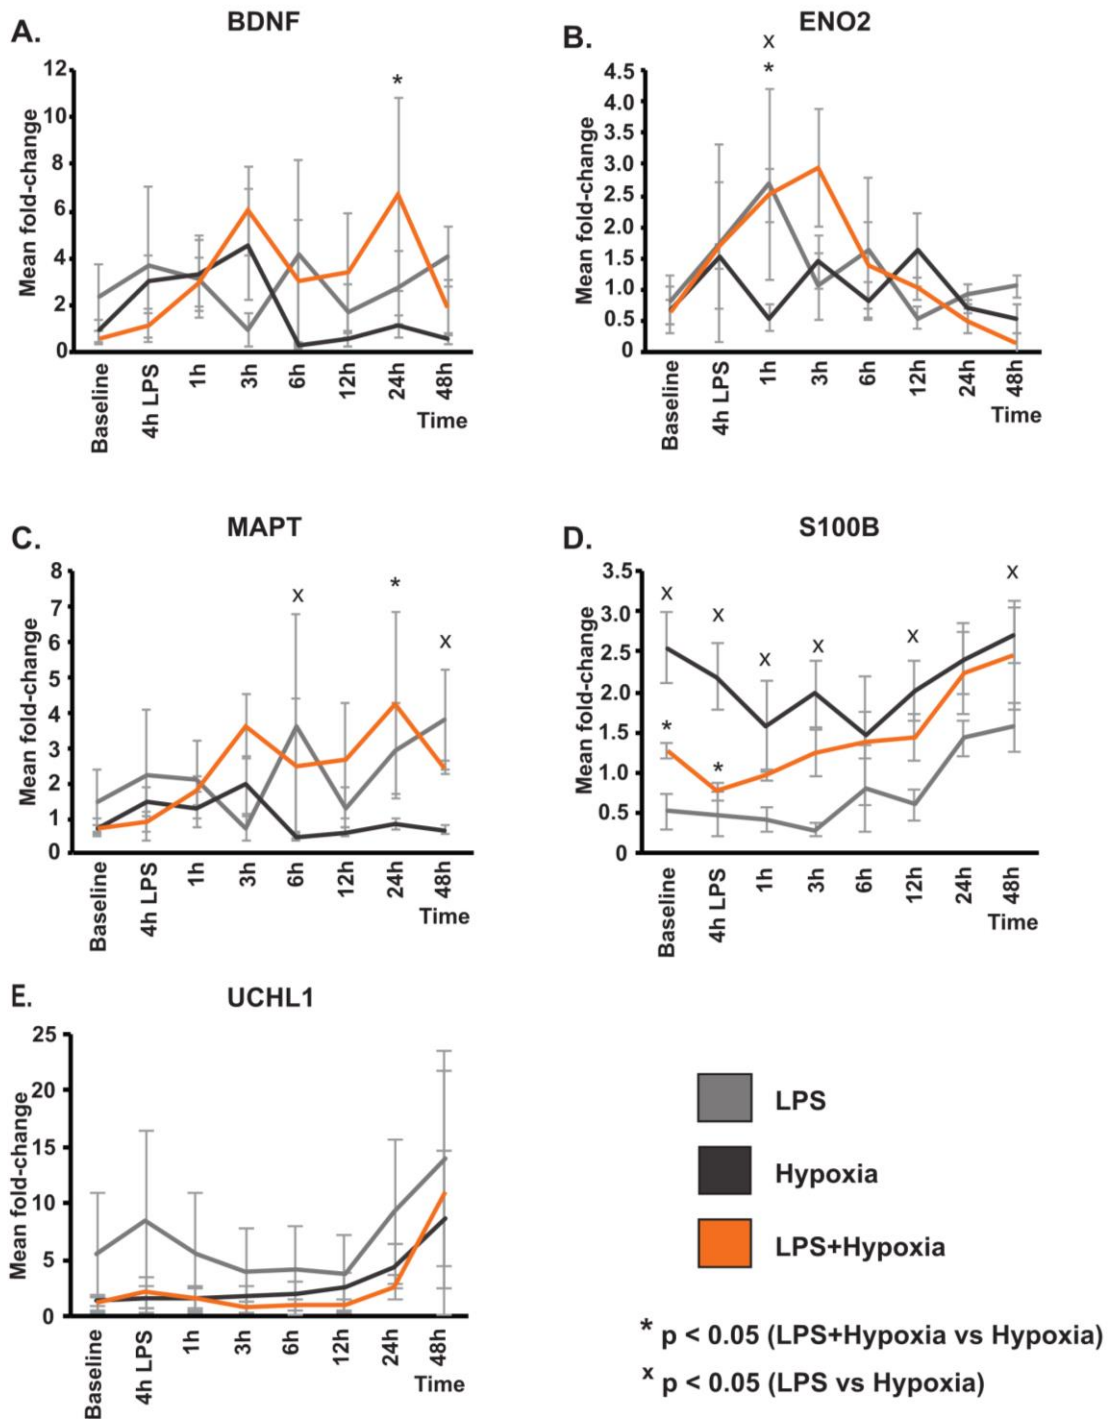 A.
BDNF
Mean fold-change
12
10
8
6
4
2
0
*
Baseline
4h LPS
1h
3h
6h
12h
24h
48h
Time
B.
ENO2
Mean fold-change
4.5
4.0
3.5
3.0
2.5
2.0
1.5
1.0
0.5
0
x
*
Baseline
4h LPS
1h
3h
6h
12h
24h
48h
Time
C.
MAPT
Mean fold-change
8
7
6
5
4
3
2
1
0
x
*
x
Baseline
4h LPS
1h
3h
6h
12h
24h
48h
Time
D.
S100B
Mean fold-change
3.5
3.0
2.5
2.0
1.5
1.0
0.5
0
x
x
x
x
x
x
*
*
Baseline
4h LPS
1h
3h
6h
12h
24h
48h
Time
E.
UCHL1
Mean fold-change
25
20
15
10
5
0
Baseline
4h LPS
1h
3h
6h
12h
24h
48h
Time
LPS
Hypoxia
LPS+Hypoxia
* p < 0.05 (LPS+Hypoxia vs Hypoxia)
x p < 0.05 (LPS vs Hypoxia)